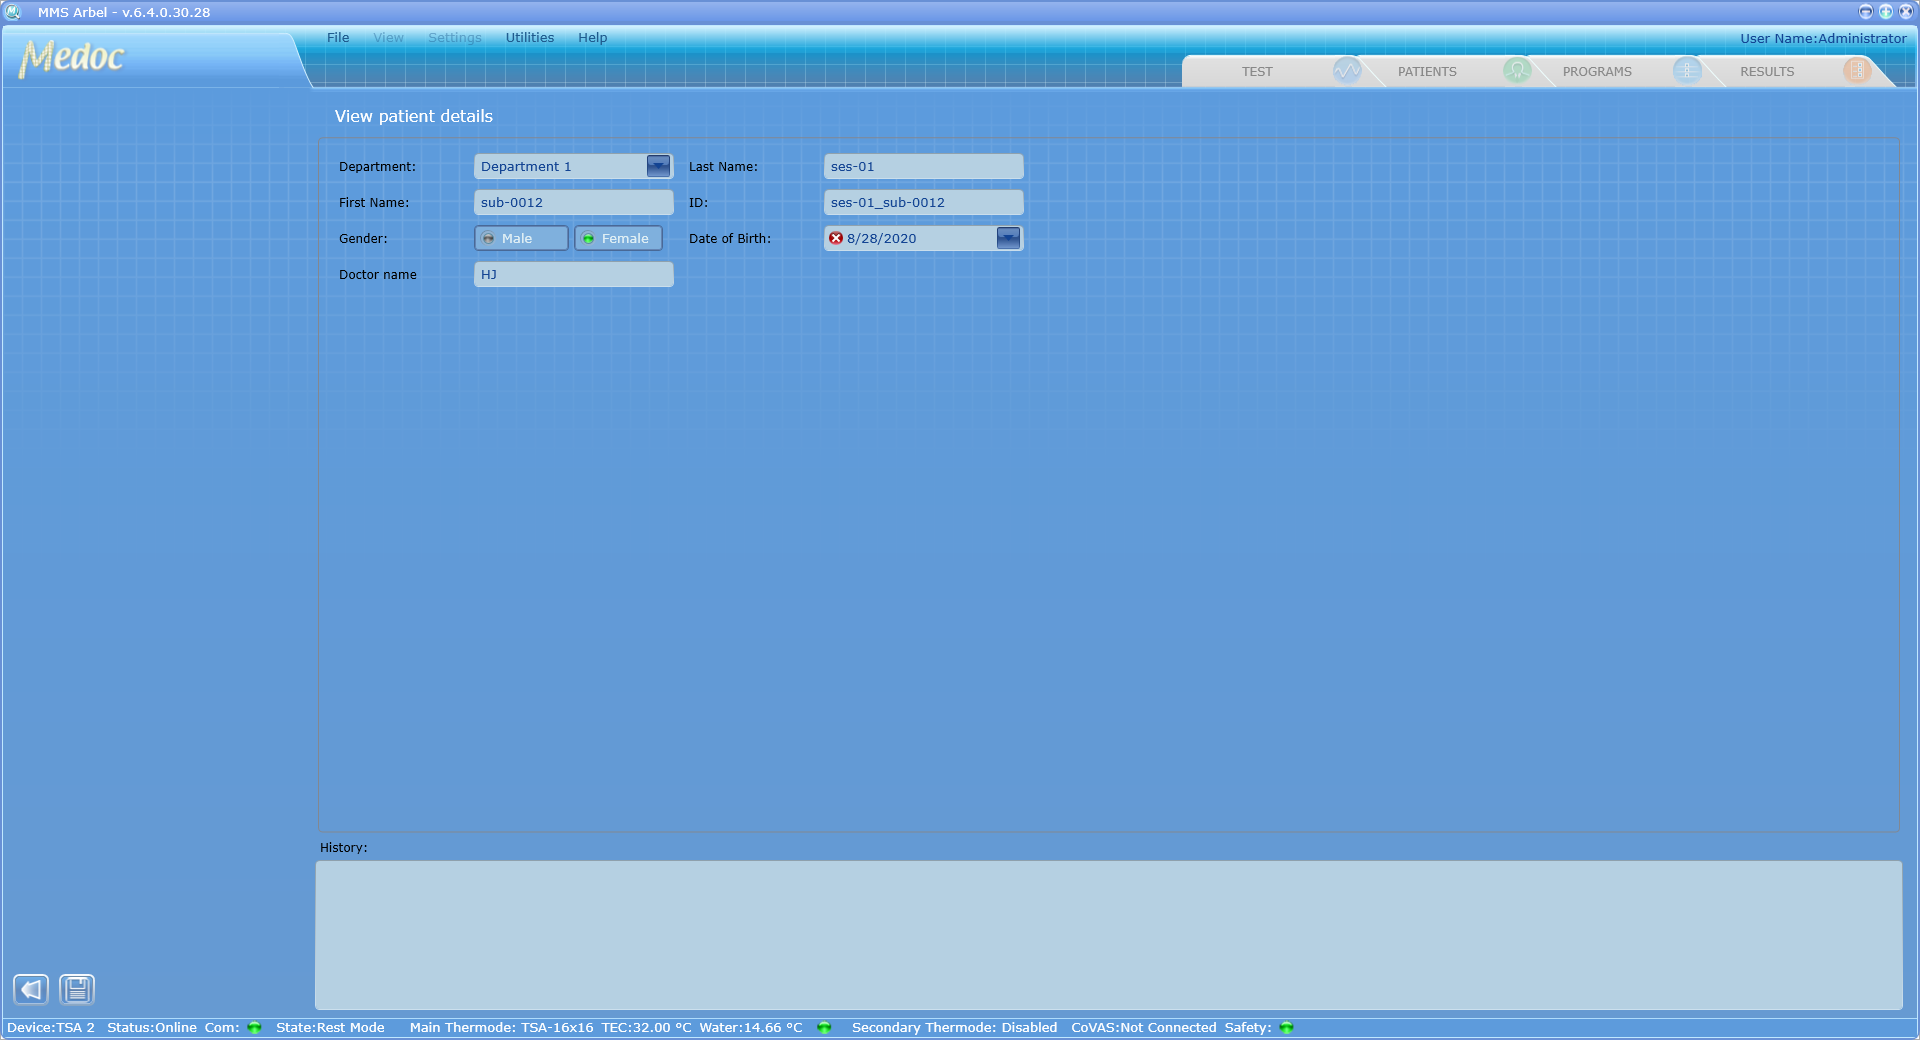 MMS Arbel - v.6.4.0.30.28
Medoc
File View Settings Utilities Help
User Name:Administrator
TEST PATIENTS PROGRAMS RESULTS
View patient details
Department: Department 1 Last Name: ses-01
First Name: sub-0012 ID: ses-01_sub-0012
Gender: Male Female Date of Birth: 8/28/2020
Doctor name HJ
History:
Device:TSA 2 Status:Online Com: State:Rest Mode Main Thermode: TSA-16x16 TEC:32.00 °C Water:14.66 °C Secondary Thermode: Disabled CoVAS:Not Connected Safety: